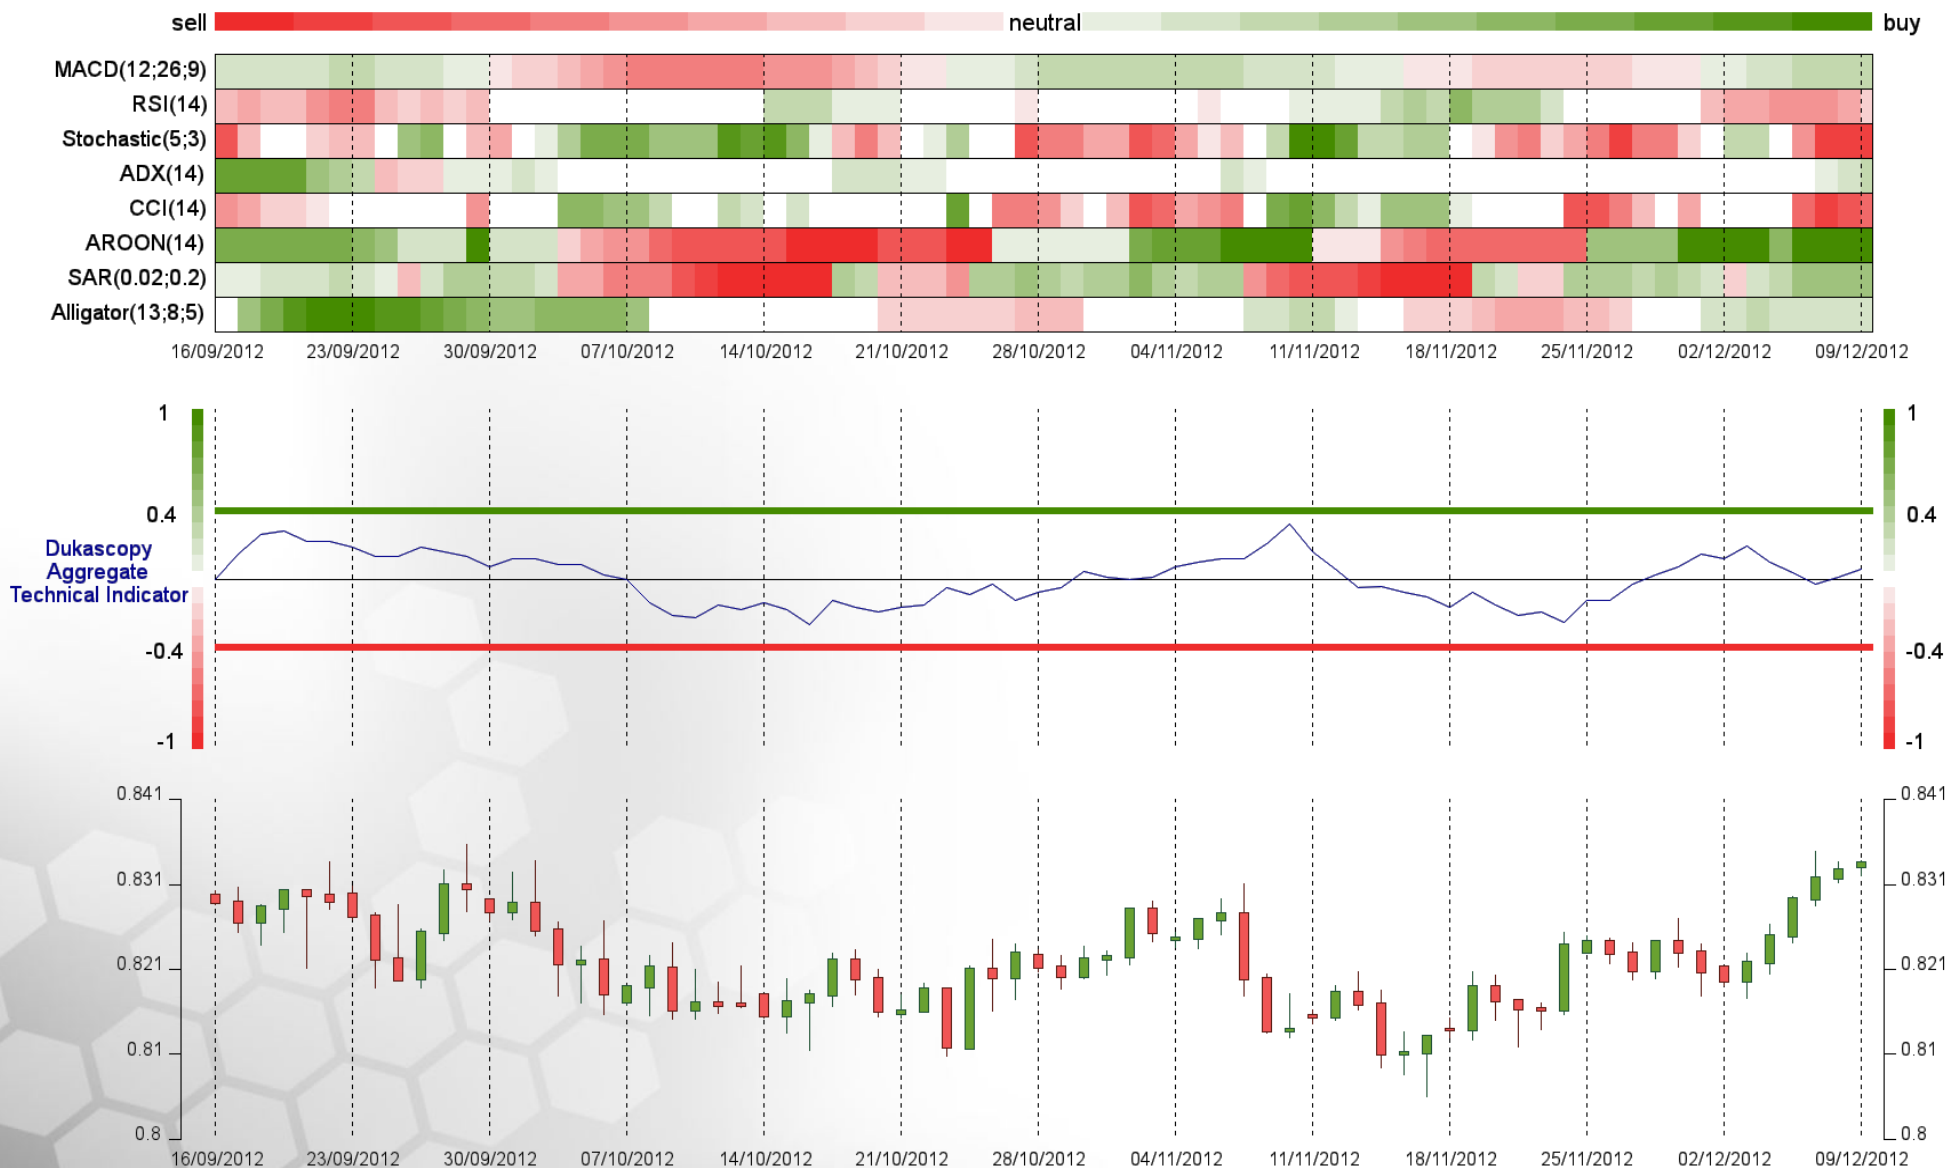 sell neutral buy
MACD(12;26;9)
RSI(14)
Stochastic(5;3)
ADX(14)
CCI(14)
AROON(14)
SAR(0.02;0.2)
Alligator(13;8;5)
16/09/2012 23/09/2012 30/09/2012 07/10/2012 14/10/2012 21/10/2012 28/10/2012 04/11/2012 11/11/2012 18/11/2012 25/11/2012 02/12/2012 09/12/2012
1 1
0.4 0.4
Dukascopy
Aggregate
Technical Indicator
-0.4 -0.4
-1 -1
0.841 0.841
0.831 0.831
0.821 0.821
0.81 0.81
0.8 0.8
16/09/2012 23/09/2012 30/09/2012 07/10/2012 14/10/2012 21/10/2012 28/10/2012 04/11/2012 11/11/2012 18/11/2012 25/11/2012 02/12/2012 09/12/2012